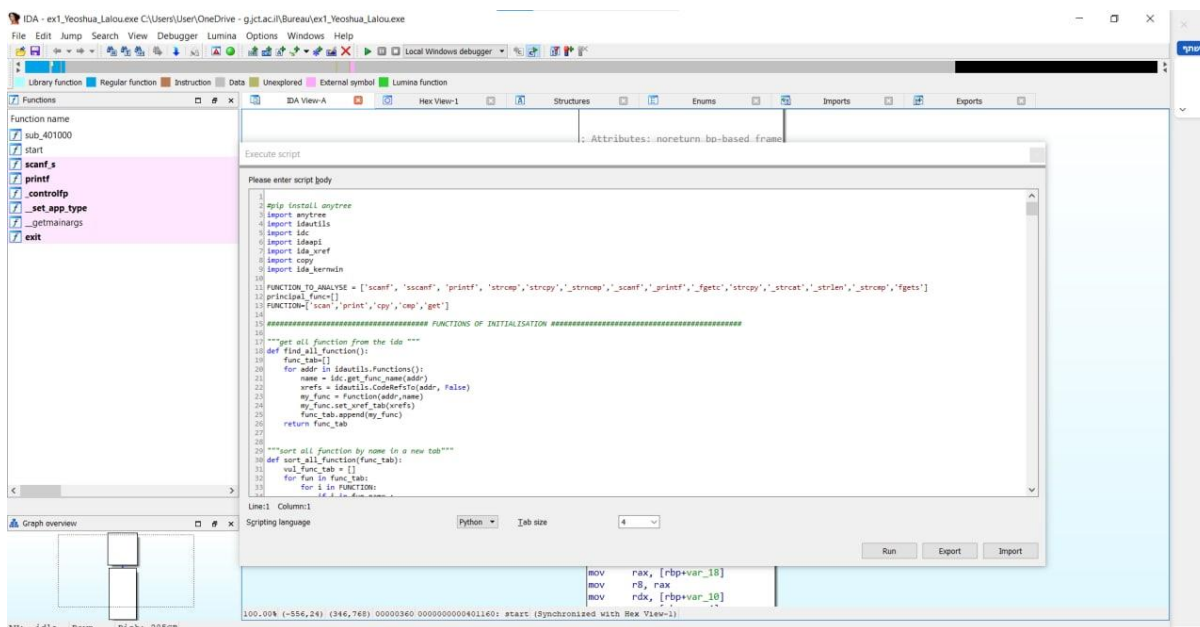 IDA - ex1_Yeoshua_Lalou.exe C:\Users\User\OneDrive - g.jct.ac.il\Bureau\ex1_Yeoshua_Lalou.exe
File Edit Jump Search View Debugger Lumina Options Windows Help
Local Windows debugger
שתף
Library function Regular function Instruction Data Unexplored External symbol Lumina function
Functions
IDA View-A Hex View-1 Structures Enums Imports Exports
Function name
sub_401000
start
scanf_s
printf
_controlfp
__set_app_type
__getmainargs
exit
; Attributes: noreturn bp-based frame
Execute script
Please enter script body
1
2 #pip install anytree
3 import anytree
4 import idautils
5 import idc
6 import idaapi
7 import ida_xref
8 import copy
9 import ida_kernwin
10
11 FUNCTION_TO_ANALYSE = ['scanf', 'sscanf', 'printf', 'strcmp','strcpy','_strncmp','_scanf','_printf','_fgetc','strcpy','_strcat','_strlen','_strcmp','fgets']
12 principal_func=[]
13 FUNCTION=['scan','print','cpy','cmp','get']
14
15 ##################################### FUNCTIONS OF INITIALISATION ############################################
16
17 """get all function from the ida """
18 def find_all_function():
19 func_tab=[]
20 for addr in idautils.Functions():
21 name = idc.get_func_name(addr)
22 xrefs = idautils.CodeRefsTo(addr, False)
23 my_func = Function(addr,name)
24 my_func.set_xref_tab(xrefs)
25 func_tab.append(my_func)
26 return func_tab
27
28
29 """sort all function by name in a new tab"""
30 def sort_all_function(func_tab):
31 vul_func_tab = []
32 for fun in func_tab:
33 for i in FUNCTION:
Line:1 Column:1
Scripting language Python Tab size 4
Run Export Import
Graph overview
mov rax, [rbp+var_18]
mov r8, rax
mov rdx, [rbp+var_10]
100.00% (-556,24) (346,768) 00000360 0000000000401160: start (Synchronized with Hex View-1)